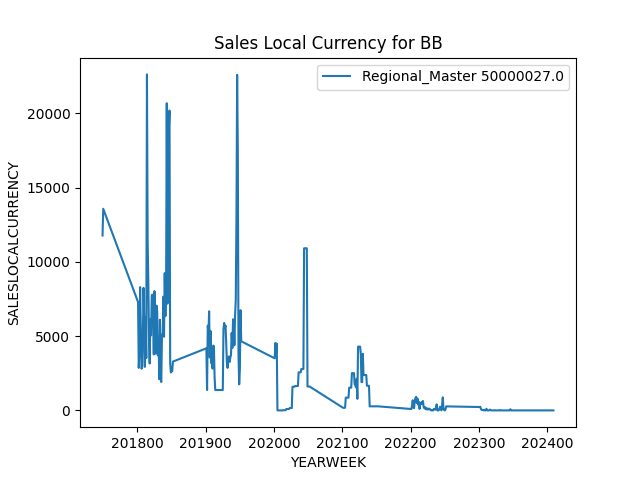 Sales Local Currency for BB
Regional_Master 50000027.0
SALESLOCALCURRENCY
20000
15000
10000
5000
0
201800 201900 202000 202100 202200 202300 202400
YEARWEEK